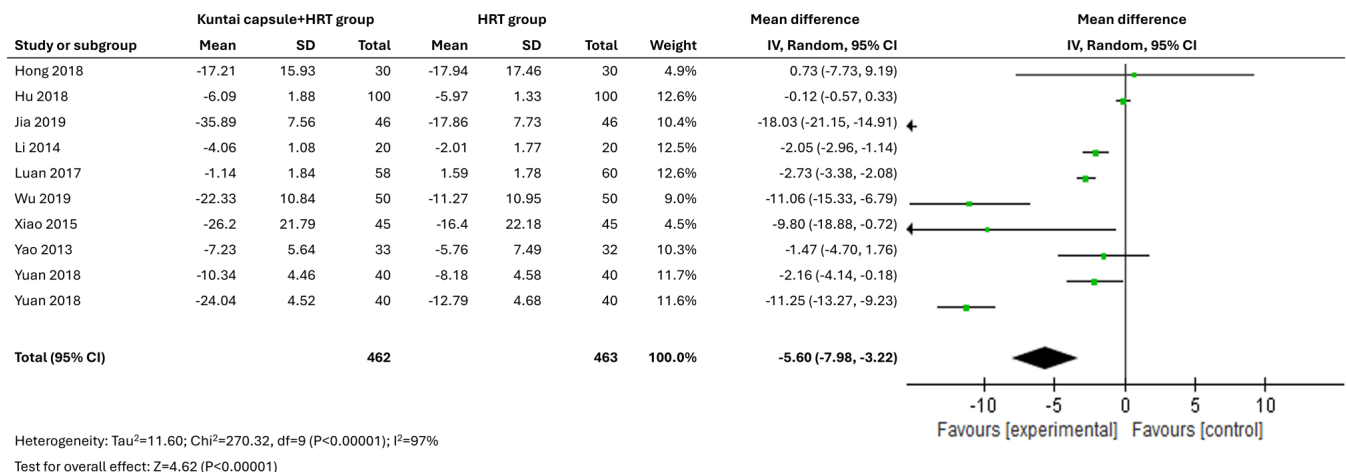 Kuntai capsule+HRT group HRT group Mean difference Mean difference
Study or subgroup Mean SD Total Mean SD Total Weight IV, Random, 95% CI IV, Random, 95% CI
Hong 2018 -17.21 15.93 30 -17.94 17.46 30 4.9% 0.73 (-7.73, 9.19)
Hu 2018 -6.09 1.88 100 -5.97 1.33 100 12.6% -0.12 (-0.57, 0.33)
Jia 2019 -35.89 7.56 46 -17.86 7.73 46 10.4% -18.03 (-21.15, -14.91)
Li 2014 -4.06 1.08 20 -2.01 1.77 20 12.5% -2.05 (-2.96, -1.14)
Luan 2017 -1.14 1.84 58 1.59 1.78 60 12.6% -2.73 (-3.38, -2.08)
Wu 2019 -22.33 10.84 50 -11.27 10.95 50 9.0% -11.06 (-15.33, -6.79)
Xiao 2015 -26.2 21.79 45 -16.4 22.18 45 4.5% -9.80 (-18.88, -0.72)
Yao 2013 -7.23 5.64 33 -5.76 7.49 32 10.3% -1.47 (-4.70, 1.76)
Yuan 2018 -10.34 4.46 40 -8.18 4.58 40 11.7% -2.16 (-4.14, -0.18)
Yuan 2018 -24.04 4.52 40 -12.79 4.68 40 11.6% -11.25 (-13.27, -9.23)
Total (95% CI) 462 463 100.0% -5.60 (-7.98, -3.22)
-10 -5 0 5 10
Favours [experimental] Favours [control]
Heterogeneity: Tau²=11.60; Chi²=270.32, df=9 (P<0.00001); I²=97%
Test for overall effect: Z=4.62 (P<0.00001)